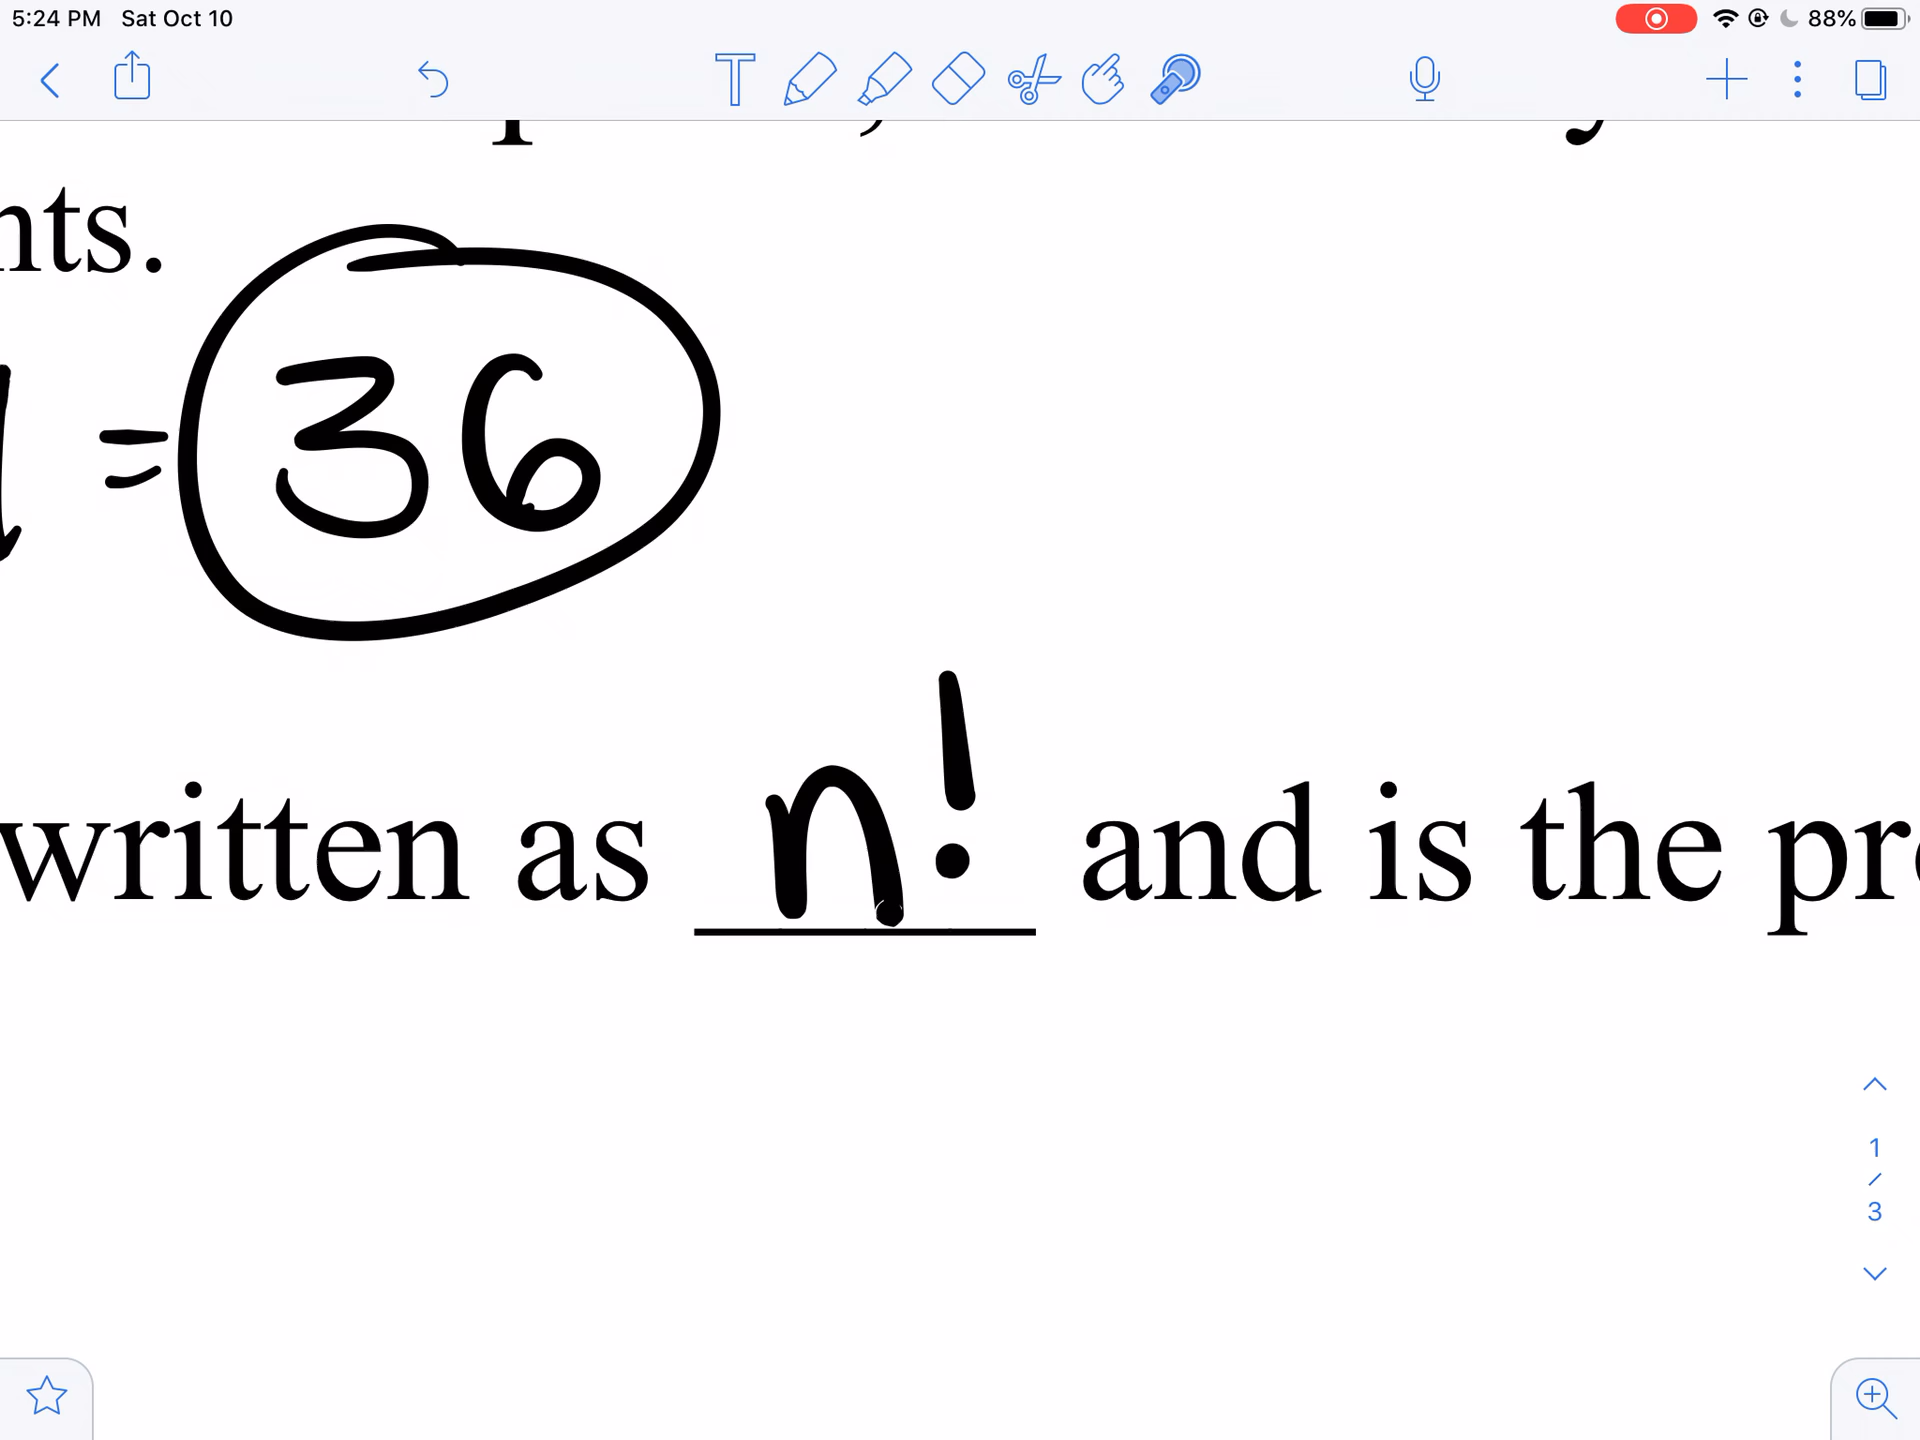 5:24 PM Sat Oct 10 88%
nts.
= 36
written as n! and is the pr
1
/
3